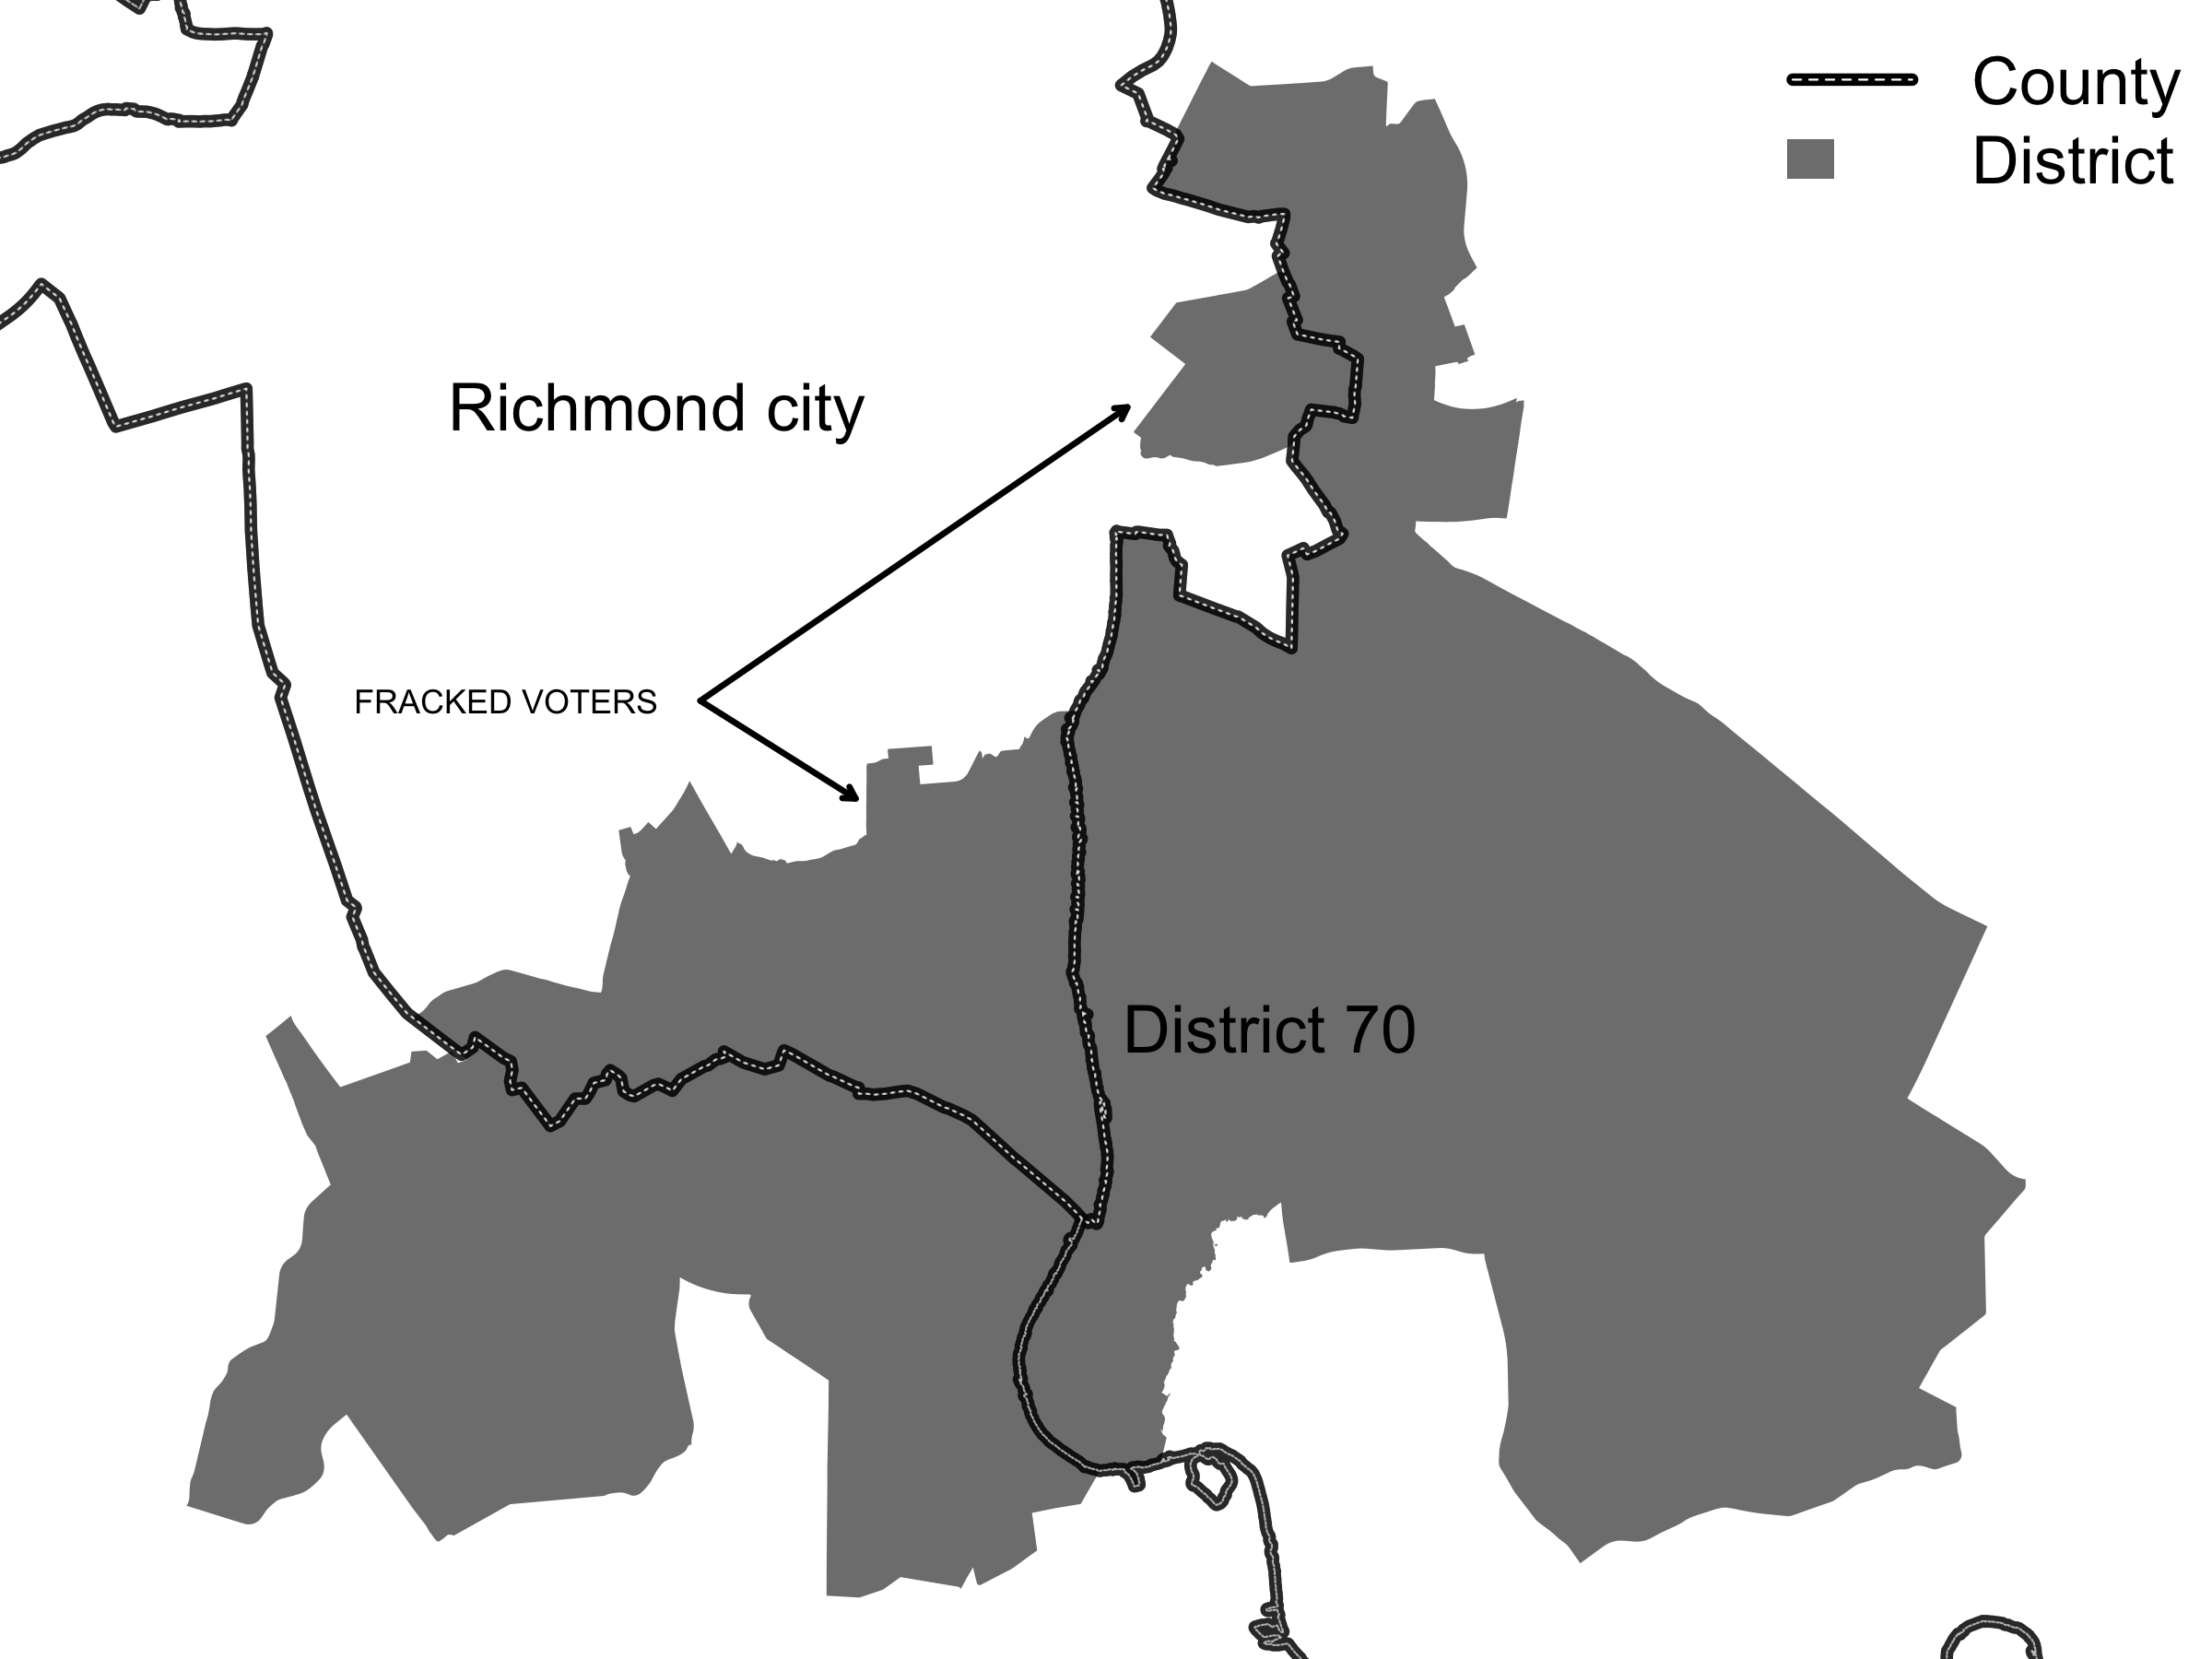 County
District
Richmond city
FRACKED VOTERS
District 70